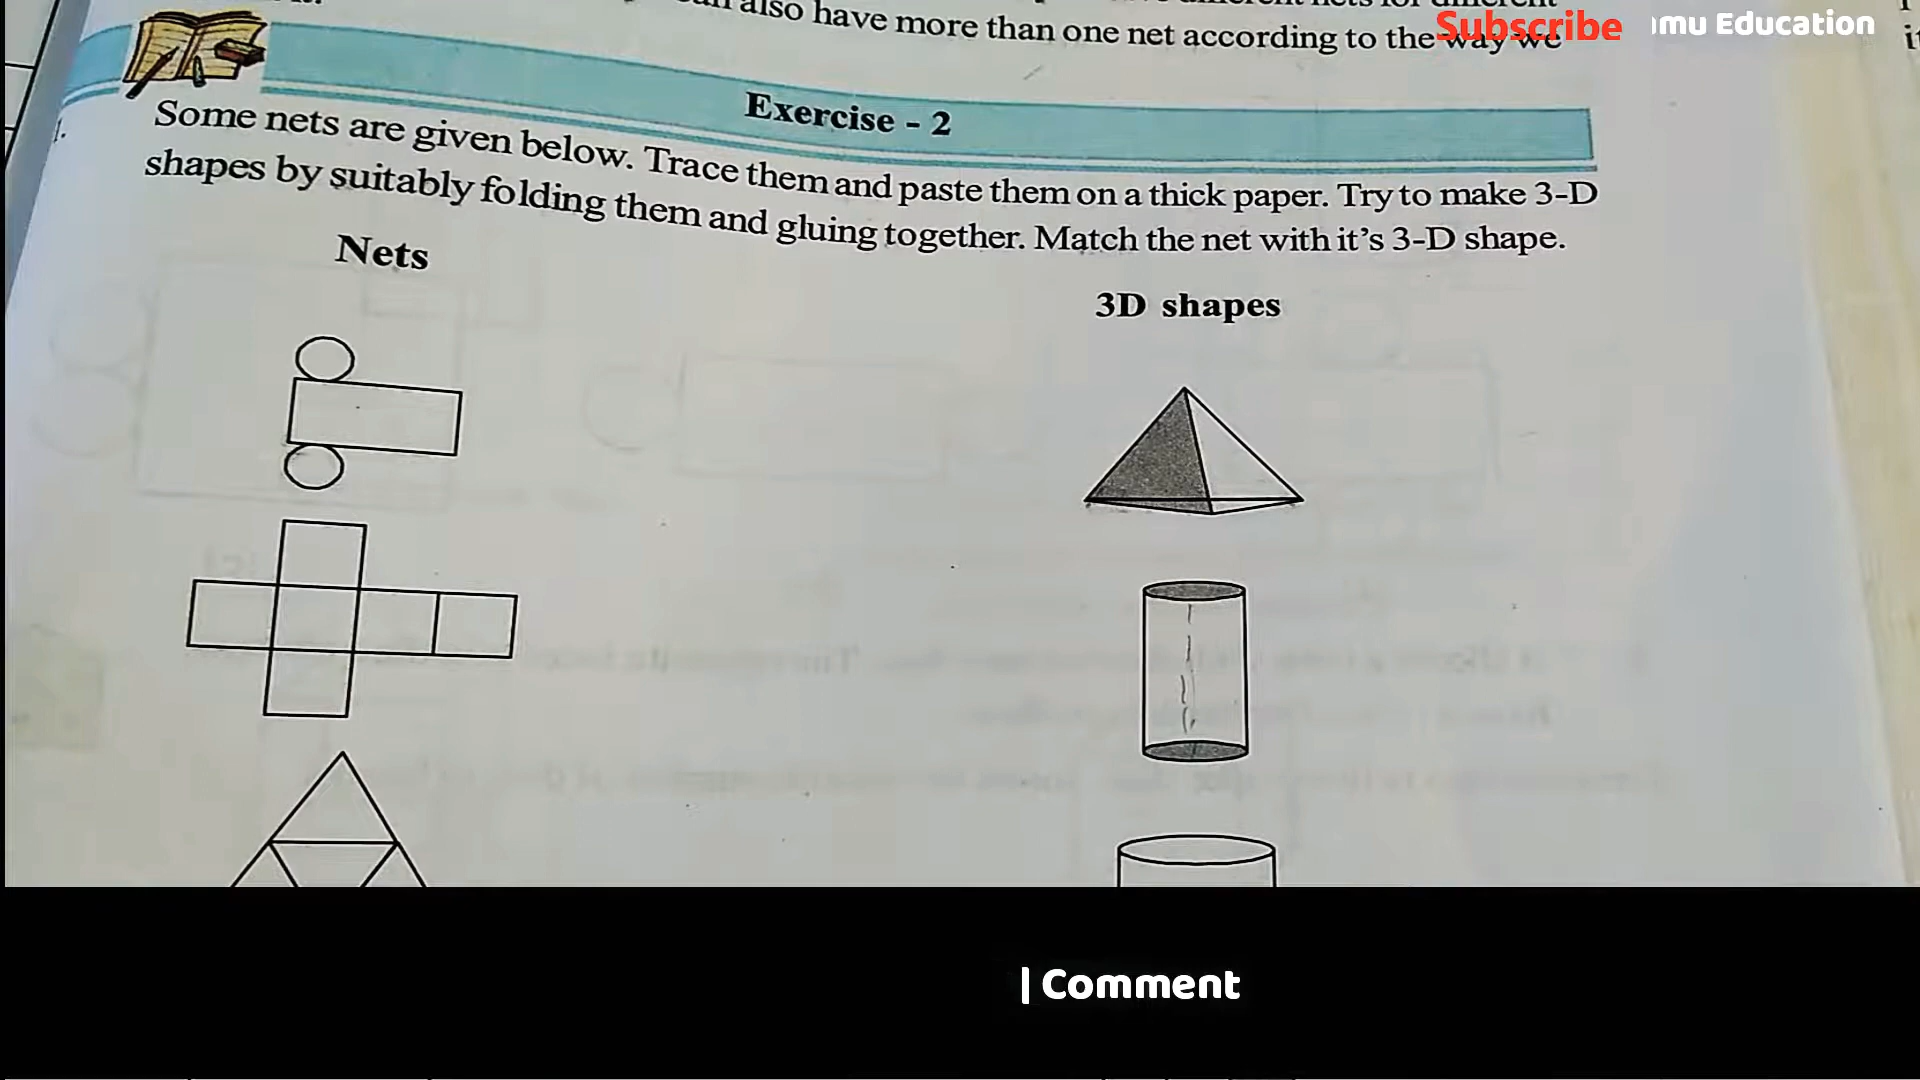 also have more than one net according to the way we
Subscribe
mu Education
Exercise - 2
1.
Some nets are given below. Trace them and paste them on a thick paper. Try to make 3-D
shapes by suitably folding them and gluing together. Match the net with it's 3-D shape.
Nets
3D shapes
| Comment